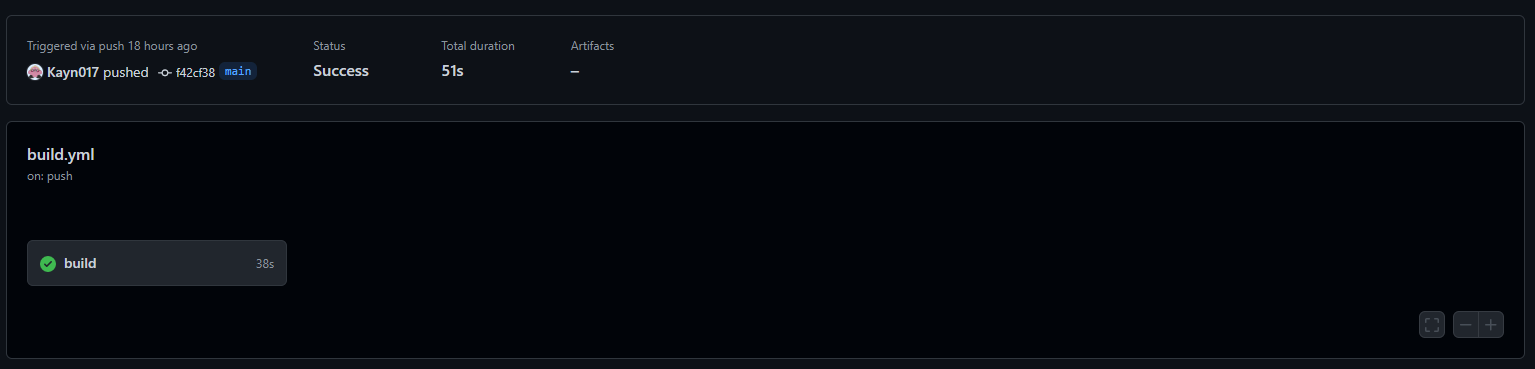 Triggered via push 18 hours ago
Kayn017 pushed f42cf38 main
Status
Success
Total duration
51s
Artifacts
–
build.yml
on: push
build 38s